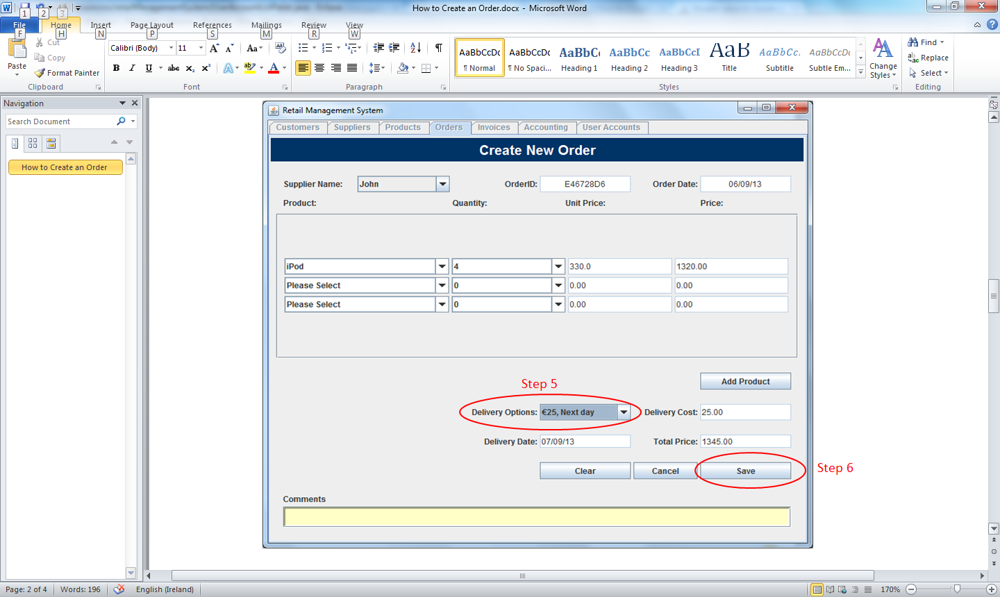 How to Create an Order.docx - Microsoft Word
1 2 3
File Home Insert Page Layout References Mailings Review View
F H N P S M R W
Paste
Cut
Copy
Format Painter
Clipboard
Calibri (Body) 11
Font
Paragraph
AaBbCcDc AaBbCcDc AaBbCc AaBbCc AaBbCcI AaB AaBbCcL AaBbCcDc
¶ Normal ¶ No Spaci... Heading 1 Heading 2 Heading 3 Title Subtitle Subtle Em...
Change
Styles
Styles
Find
Replace
Select
Editing
Navigation
Search Document
How to Create an Order
Retail Management System
Customers Suppliers Products Orders Invoices Accounting User Accounts
Create New Order
Supplier Name: John OrderID: E46728D6 Order Date: 06/09/13
Product: Quantity: Unit Price: Price:
iPod 4 330.0 1320.00
Please Select 0 0.00 0.00
Please Select 0 0.00 0.00
Add Product
Step 5
Delivery Options: €25, Next day Delivery Cost: 25.00
Delivery Date: 07/09/13 Total Price: 1345.00
Clear Cancel Save
Step 6
Comments
Page: 2 of 4 Words: 196 English (Ireland) 170%